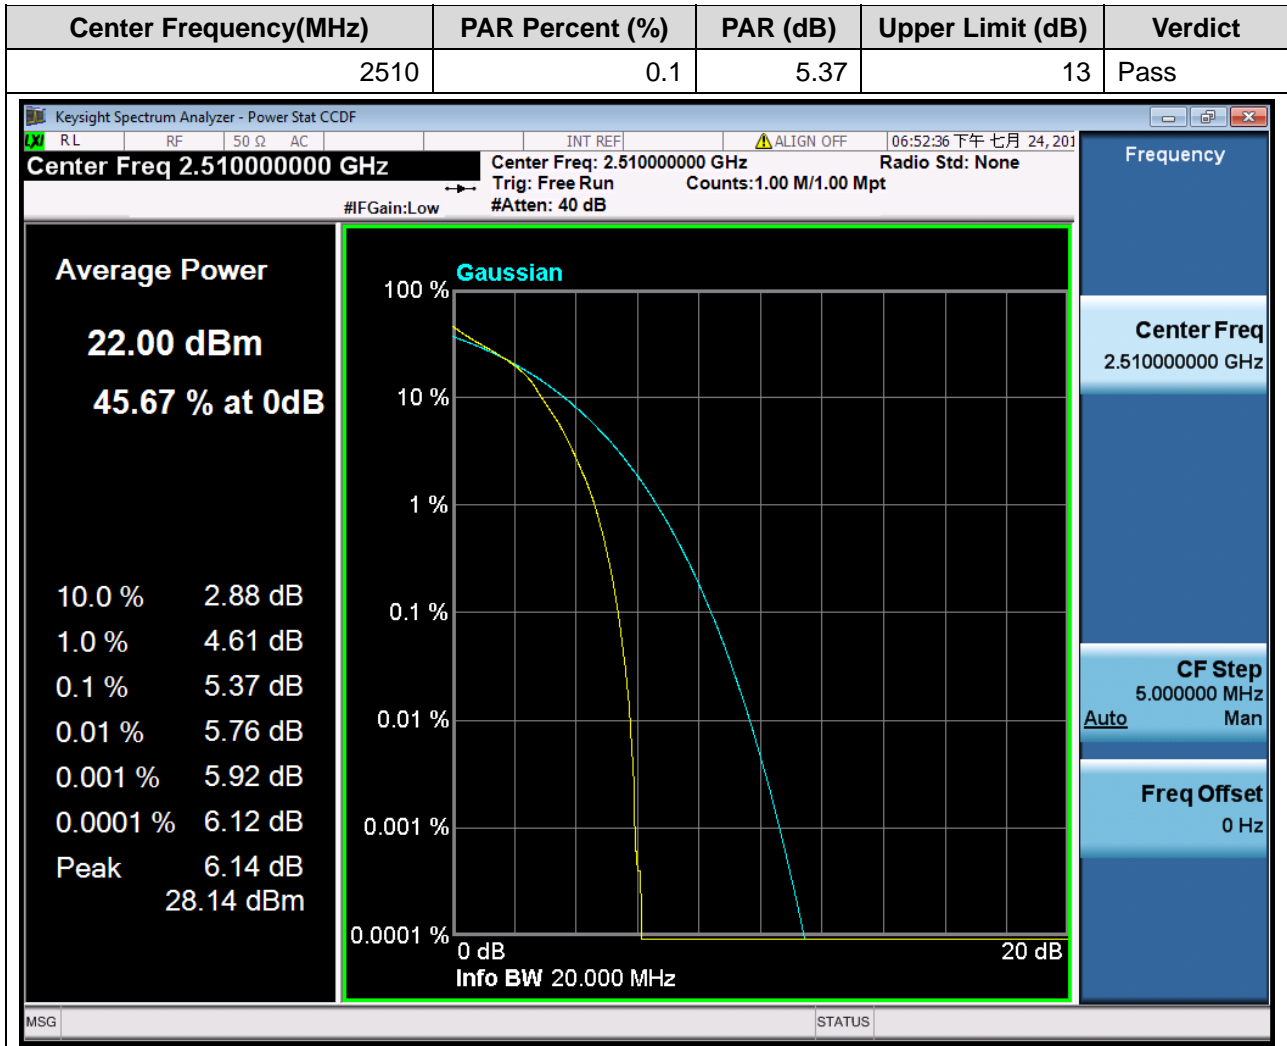 Center Frequency(MHz) PAR Percent (%) PAR (dB) Upper Limit (dB) Verdict
2510 0.1 5.37 13 Pass
Keysight Spectrum Analyzer - Power Stat CCDF
LXI RL RF 50 Ω AC INT REF ALIGN OFF 06:52:36 下午 七月 24, 201
Center Freq 2.510000000 GHz
Center Freq: 2.510000000 GHz Radio Std: None
Trig: Free Run Counts:1.00 M/1.00 Mpt
#IFGain:Low #Atten: 40 dB
Frequency
Average Power
22.00 dBm
45.67 % at 0dB
10.0 % 2.88 dB
1.0 % 4.61 dB
0.1 % 5.37 dB
0.01 % 5.76 dB
0.001 % 5.92 dB
0.0001 % 6.12 dB
Peak 6.14 dB
28.14 dBm
Gaussian
100 %
10 %
1 %
0.1 %
0.01 %
0.001 %
0.0001 %
0 dB 20 dB
Info BW 20.000 MHz
Center Freq
2.510000000 GHz
CF Step
5.000000 MHz
Auto Man
Freq Offset
0 Hz
MSG STATUS